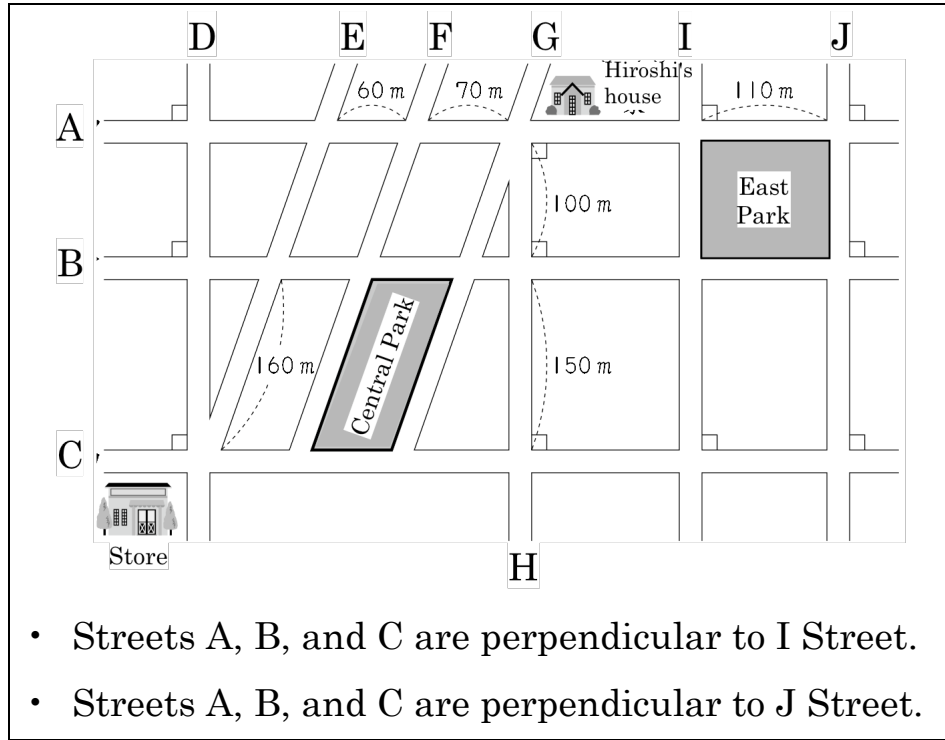 D E F G I J
Hiroshi's
house
60 m 70 m 110 m
A
East
Park
100 m
B
Central Park
160 m 150 m
C
Store
H
・ Streets A, B, and C are perpendicular to I Street.
・ Streets A, B, and C are perpendicular to J Street.